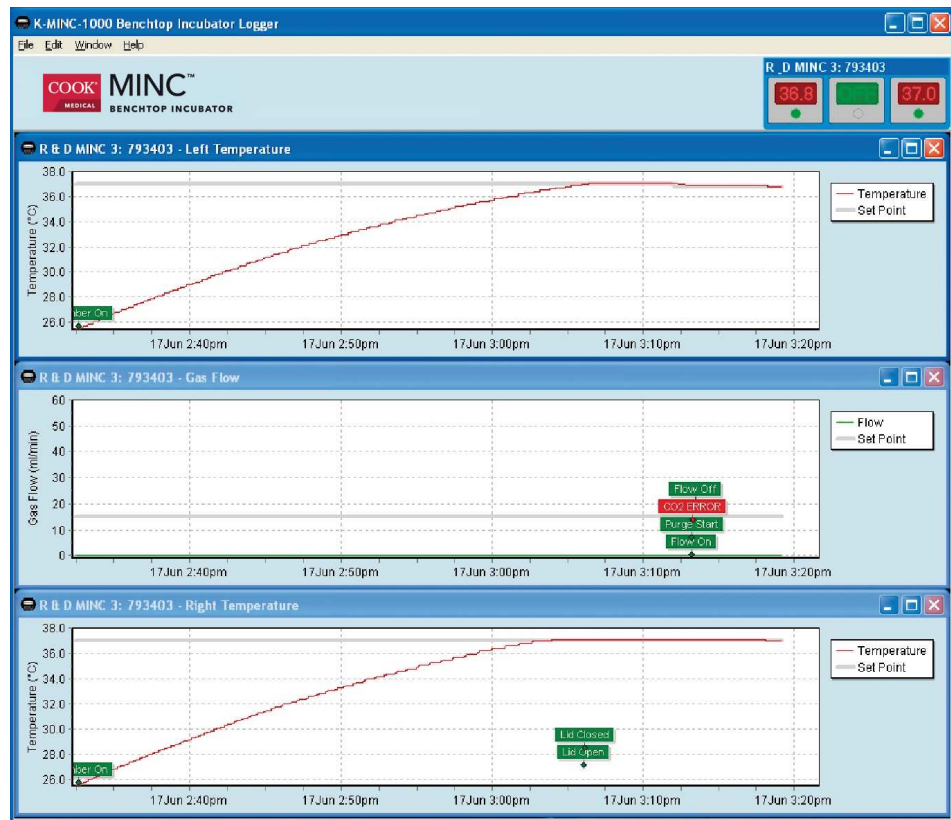 K-MINC-1000 Benchtop Incubator Logger
File Edit Window Help
COOK®
MEDICAL
MINC™
BENCHTOP INCUBATOR
R_D MINC 3: 793403
36.8 OFF 37.0
R & D MINC 3: 793403 - Left Temperature
Temperature (°C)
38.0
36.0
34.0
32.0
30.0
28.0
26.0
ber On
17Jun 2:40pm 17Jun 2:50pm 17Jun 3:00pm 17Jun 3:10pm 17Jun 3:20pm
Temperature
Set Point
R & D MINC 3: 793403 - Gas Flow
Gas Flow (ml/min)
60
50
40
30
20
10
0
Flow Off
CO2 ERROR
Purge Start
Flow On
17Jun 2:40pm 17Jun 2:50pm 17Jun 3:00pm 17Jun 3:10pm 17Jun 3:20pm
Flow
Set Point
R & D MINC 3: 793403 - Right Temperature
Temperature (°C)
38.0
36.0
34.0
32.0
30.0
28.0
26.0
ber On
Lid Closed
Lid Open
17Jun 2:40pm 17Jun 2:50pm 17Jun 3:00pm 17Jun 3:10pm 17Jun 3:20pm
Temperature
Set Point